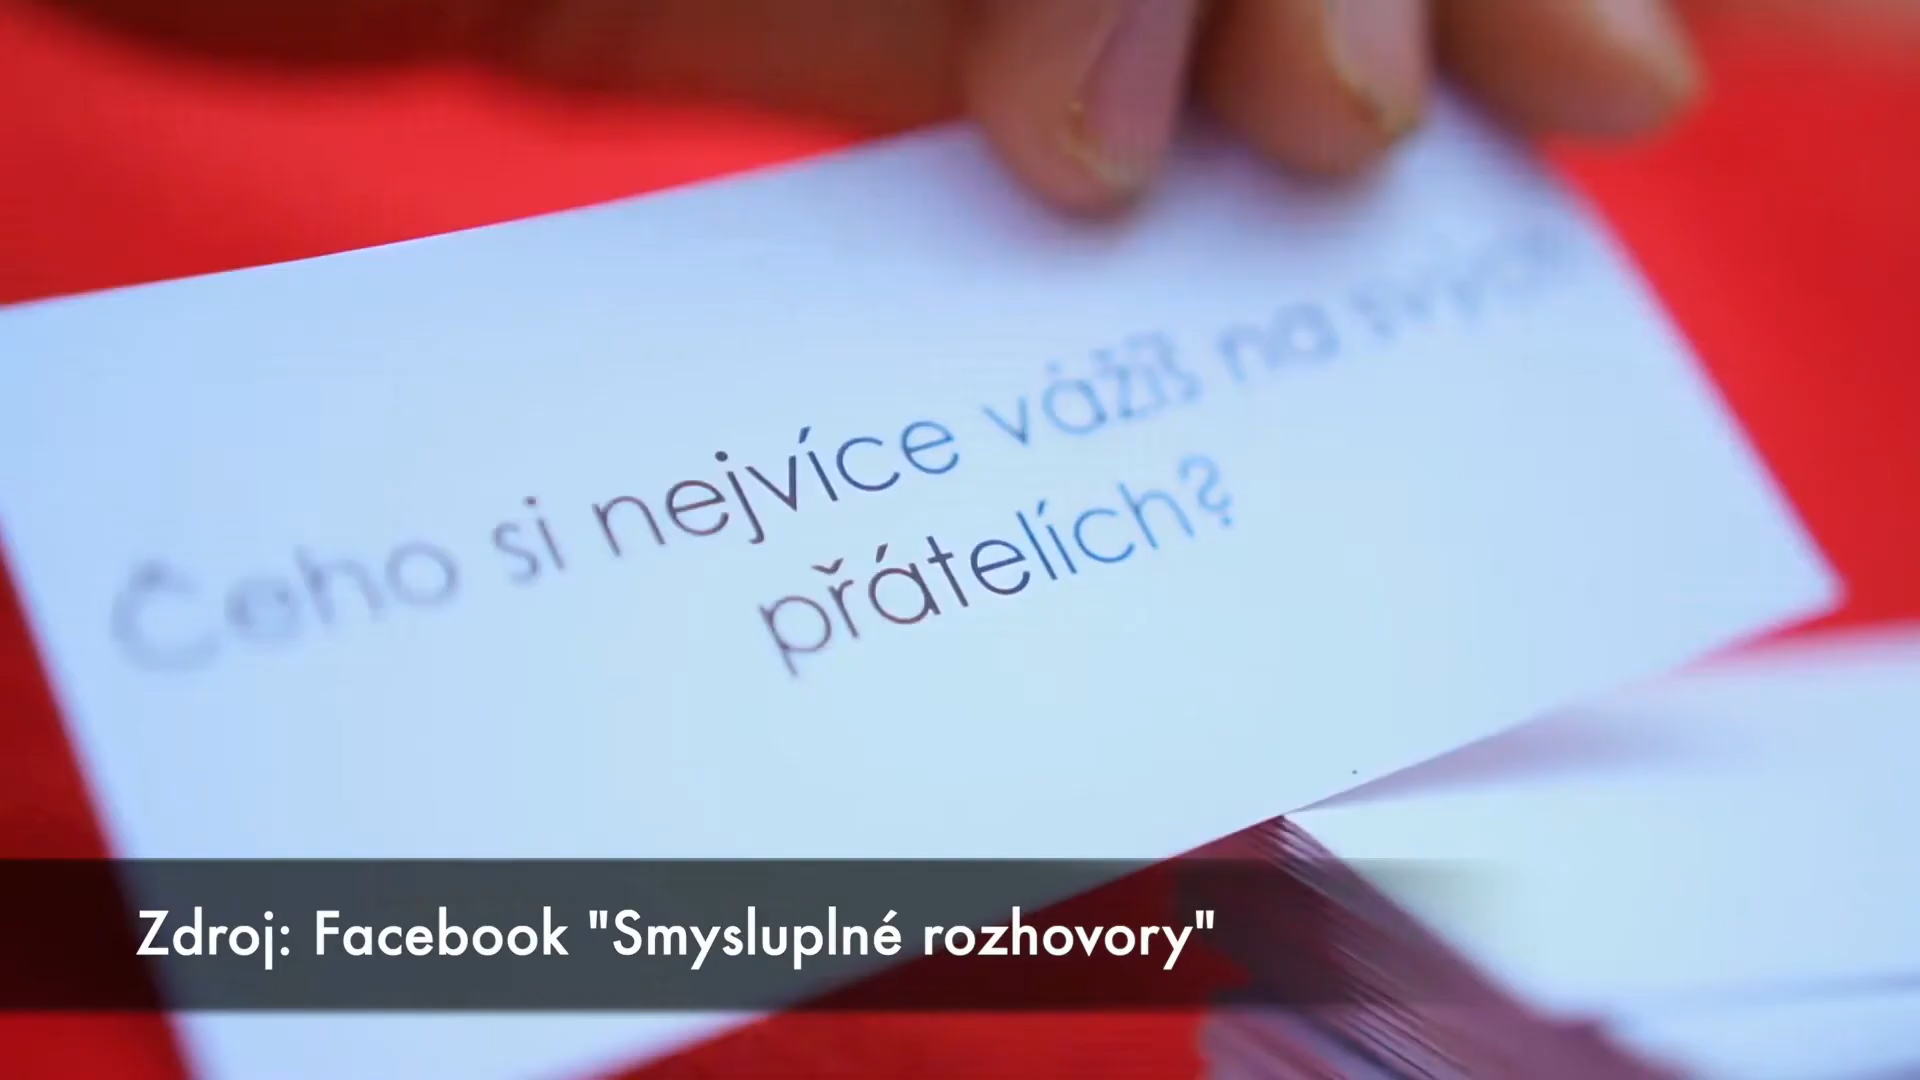 Čeho si nejvíce vážíš na svých
přátelích?
Zdroj: Facebook "Smysluplné rozhovory"